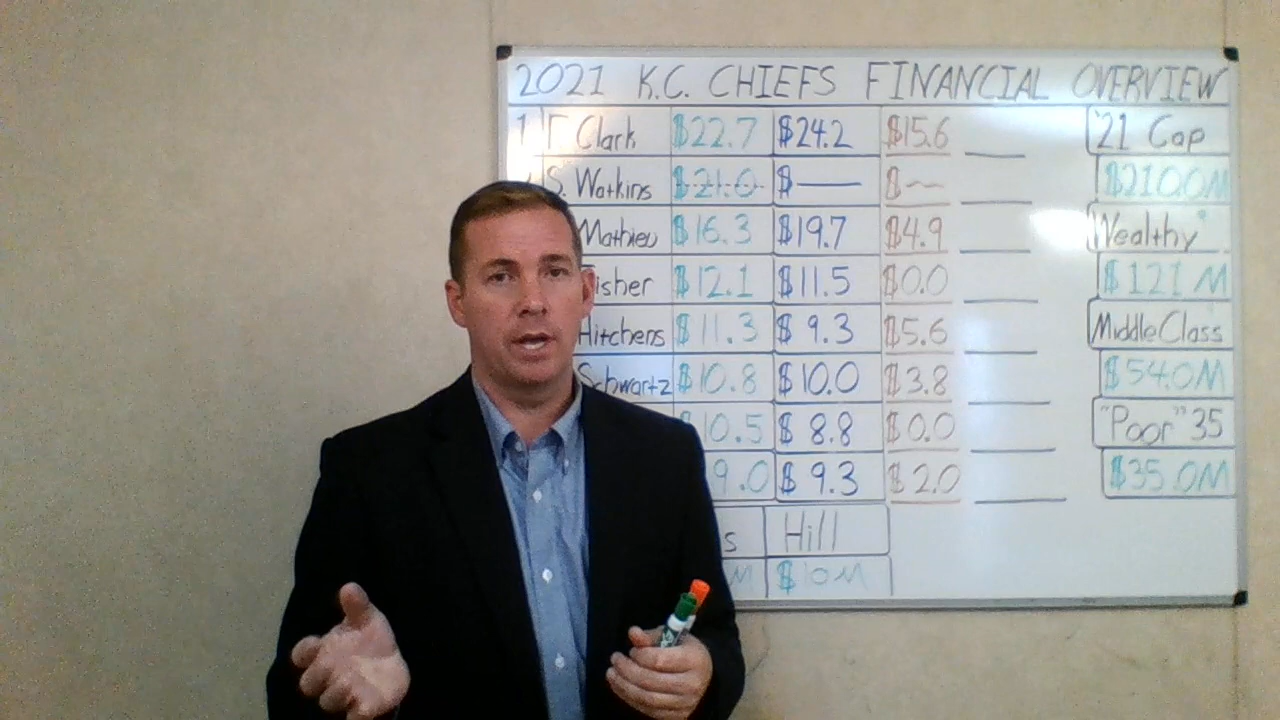 2021 K.C. CHIEFS FINANCIAL OVERVIEW
1 F. Clark $22.7 $24.2 $15.6
S. Watkins $21.0 $ $
Mathieu $16.3 $19.7 $4.9
isher $12.1 $11.5 $0.0
Hitchens $11.3 $9.3 $5.6
Schwartz $10.8 $10.0 $3.8
10.5 $8.8 $0.0
9.0 $9.3 $2.0
s Hill
M $10M
'21 Cap
$210.0M
Wealthy
$121M
Middle Class
$54.0M
"Poor" 35
$35.0M